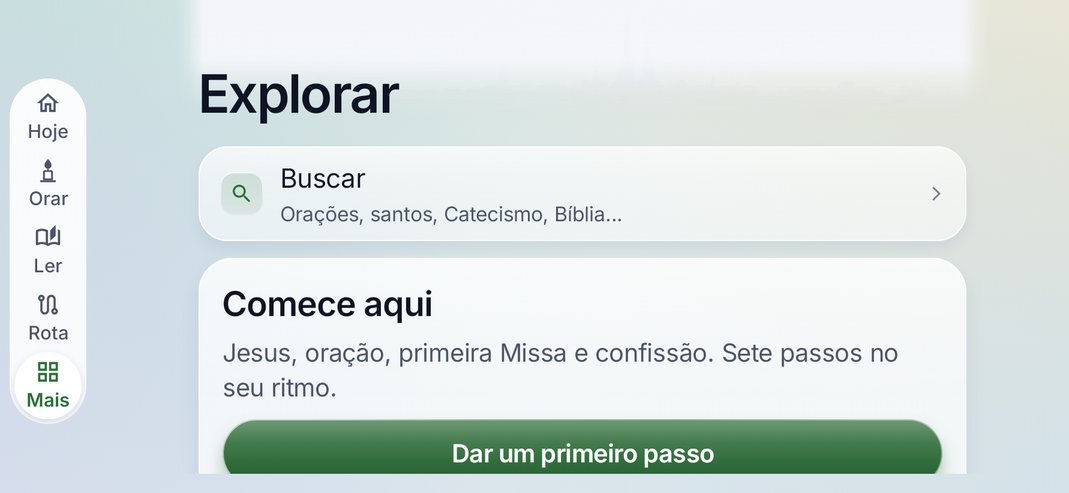 Explorar
Hoje
Orar
Ler
Rota
Mais
Buscar
Orações, santos, Catecismo, Bíblia...
Comece aqui
Jesus, oração, primeira Missa e confissão. Sete passos no
seu ritmo.
Dar um primeiro passo